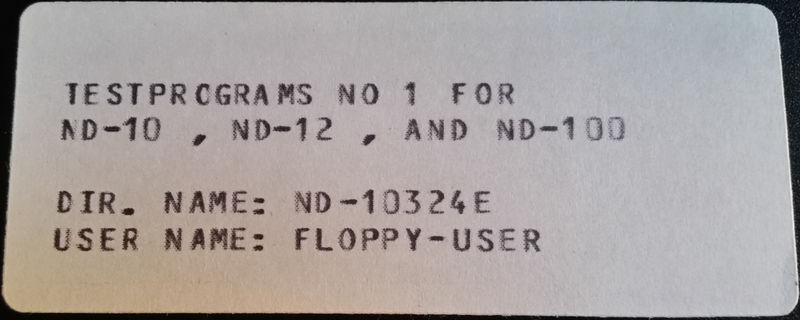 TESTPROGRAMS NO 1 FOR
ND-10 , ND-12 , AND ND-100
DIR. NAME: ND-10324E
USER NAME: FLOPPY-USER